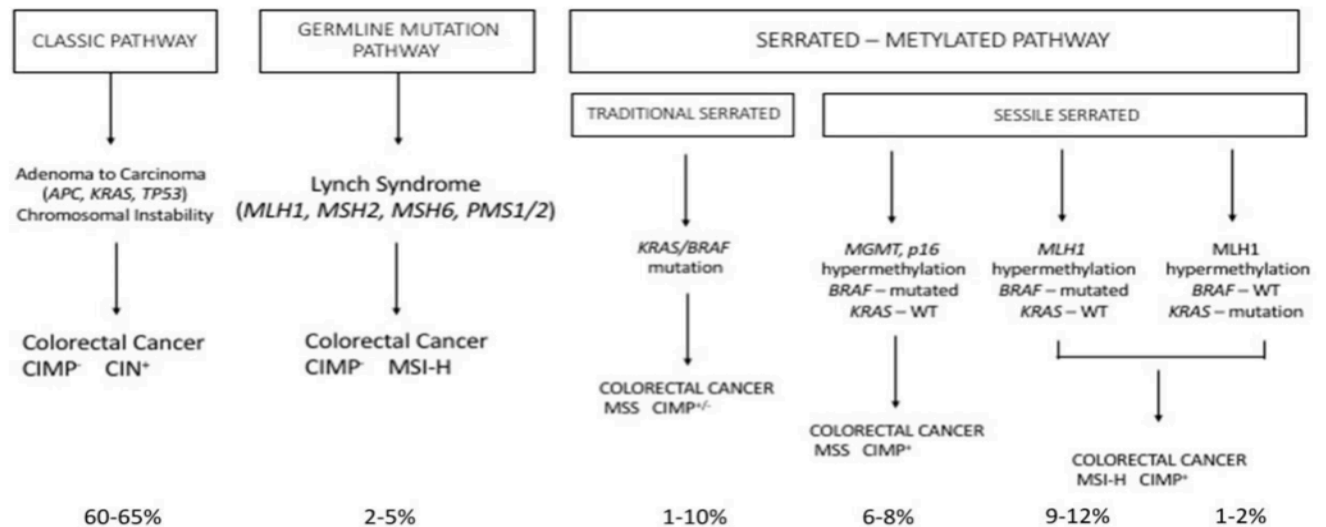 CLASSIC PATHWAY
GERMLINE MUTATION
PATHWAY
SERRATED – METYLATED PATHWAY
TRADITIONAL SERRATED
SESSILE SERRATED
Adenoma to Carcinoma
(APC, KRAS, TP53)
Chromosomal Instability
Lynch Syndrome
(MLH1, MSH2, MSH6, PMS1/2)
KRAS/BRAF
mutation
MGMT, p16
hypermethylation
BRAF – mutated
KRAS – WT
MLH1
hypermethylation
BRAF – mutated
KRAS – WT
MLH1
hypermethylation
BRAF – WT
KRAS – mutation
Colorectal Cancer
CIMP⁻ CIN⁺
Colorectal Cancer
CIMP⁻ MSI-H
COLORECTAL CANCER
MSS CIMP⁺/⁻
COLORECTAL CANCER
MSS CIMP⁺
COLORECTAL CANCER
MSI-H CIMP⁺
60-65%
2-5%
1-10%
6-8%
9-12%
1-2%